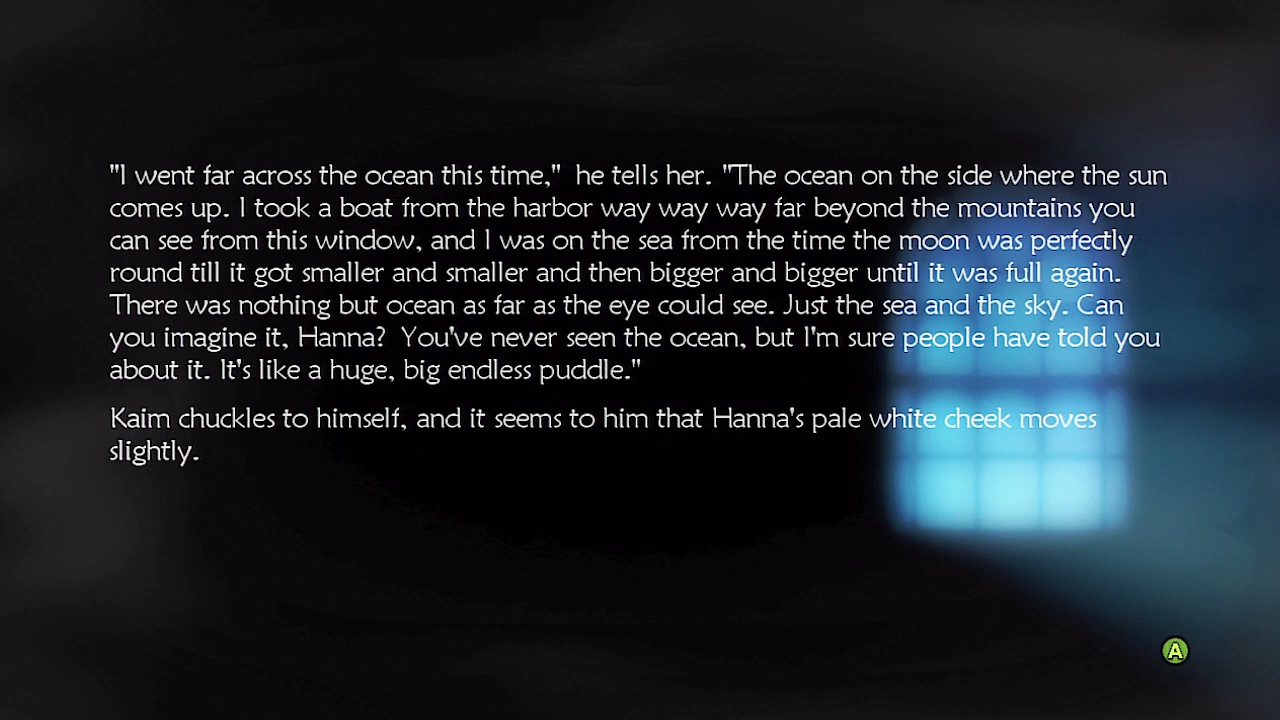 "I went far across the ocean this time,"  he tells her. "The ocean on the side where the sun
comes up. I took a boat from the harbor way way way far beyond the mountains you
can see from this window, and I was on the sea from the time the moon was perfectly
round till it got smaller and smaller and then bigger and bigger until it was full again.
There was nothing but ocean as far as the eye could see. Just the sea and the sky. Can
you imagine it, Hanna?  You've never seen the ocean, but I'm sure people have told you
about it. It's like a huge, big endless puddle."
Kaim chuckles to himself, and it seems to him that Hanna's pale white cheek moves
slightly.
A